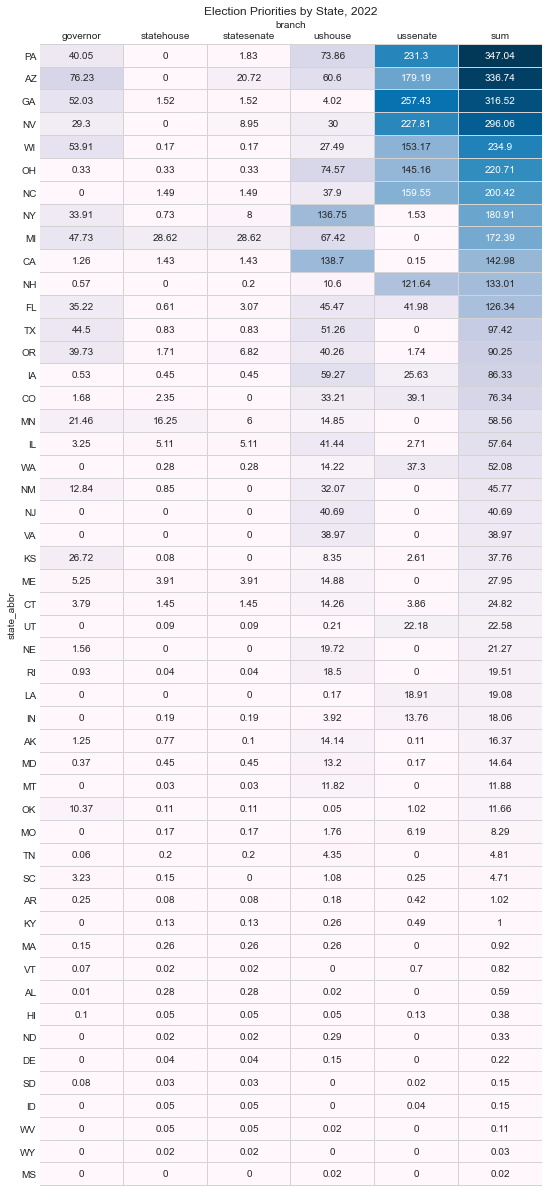 Election Priorities by State, 2022
branch
governor statehouse statesenate ushouse ussenate sum
state_abbr
PA 40.05 0 1.83 73.86 231.3 347.04
AZ 76.23 0 20.72 60.6 179.19 336.74
GA 52.03 1.52 1.52 4.02 257.43 316.52
NV 29.3 0 8.95 30 227.81 296.06
WI 53.91 0.17 0.17 27.49 153.17 234.9
OH 0.33 0.33 0.33 74.57 145.16 220.71
NC 0 1.49 1.49 37.9 159.55 200.42
NY 33.91 0.73 8 136.75 1.53 180.91
MI 47.73 28.62 28.62 67.42 0 172.39
CA 1.26 1.43 1.43 138.7 0.15 142.98
NH 0.57 0 0.2 10.6 121.64 133.01
FL 35.22 0.61 3.07 45.47 41.98 126.34
TX 44.5 0.83 0.83 51.26 0 97.42
OR 39.73 1.71 6.82 40.26 1.74 90.25
IA 0.53 0.45 0.45 59.27 25.63 86.33
CO 1.68 2.35 0 33.21 39.1 76.34
MN 21.46 16.25 6 14.85 0 58.56
IL 3.25 5.11 5.11 41.44 2.71 57.64
WA 0 0.28 0.28 14.22 37.3 52.08
NM 12.84 0.85 0 32.07 0 45.77
NJ 0 0 0 40.69 0 40.69
VA 0 0 0 38.97 0 38.97
KS 26.72 0.08 0 8.35 2.61 37.76
ME 5.25 3.91 3.91 14.88 0 27.95
CT 3.79 1.45 1.45 14.26 3.86 24.82
UT 0 0.09 0.09 0.21 22.18 22.58
NE 1.56 0 0 19.72 0 21.27
RI 0.93 0.04 0.04 18.5 0 19.51
LA 0 0 0 0.17 18.91 19.08
IN 0 0.19 0.19 3.92 13.76 18.06
AK 1.25 0.77 0.1 14.14 0.11 16.37
MD 0.37 0.45 0.45 13.2 0.17 14.64
MT 0 0.03 0.03 11.82 0 11.88
OK 10.37 0.11 0.11 0.05 1.02 11.66
MO 0 0.17 0.17 1.76 6.19 8.29
TN 0.06 0.2 0.2 4.35 0 4.81
SC 3.23 0.15 0 1.08 0.25 4.71
AR 0.25 0.08 0.08 0.18 0.42 1.02
KY 0 0.13 0.13 0.26 0.49 1
MA 0.15 0.26 0.26 0.26 0 0.92
VT 0.07 0.02 0.02 0 0.7 0.82
AL 0.01 0.28 0.28 0.02 0 0.59
HI 0.1 0.05 0.05 0.05 0.13 0.38
ND 0 0.02 0.02 0.29 0 0.33
DE 0 0.04 0.04 0.15 0 0.22
SD 0.08 0.03 0.03 0 0.02 0.15
ID 0 0.05 0.05 0 0.04 0.15
WV 0 0.05 0.05 0.02 0 0.11
WY 0 0.02 0.02 0 0 0.03
MS 0 0 0 0.02 0 0.02